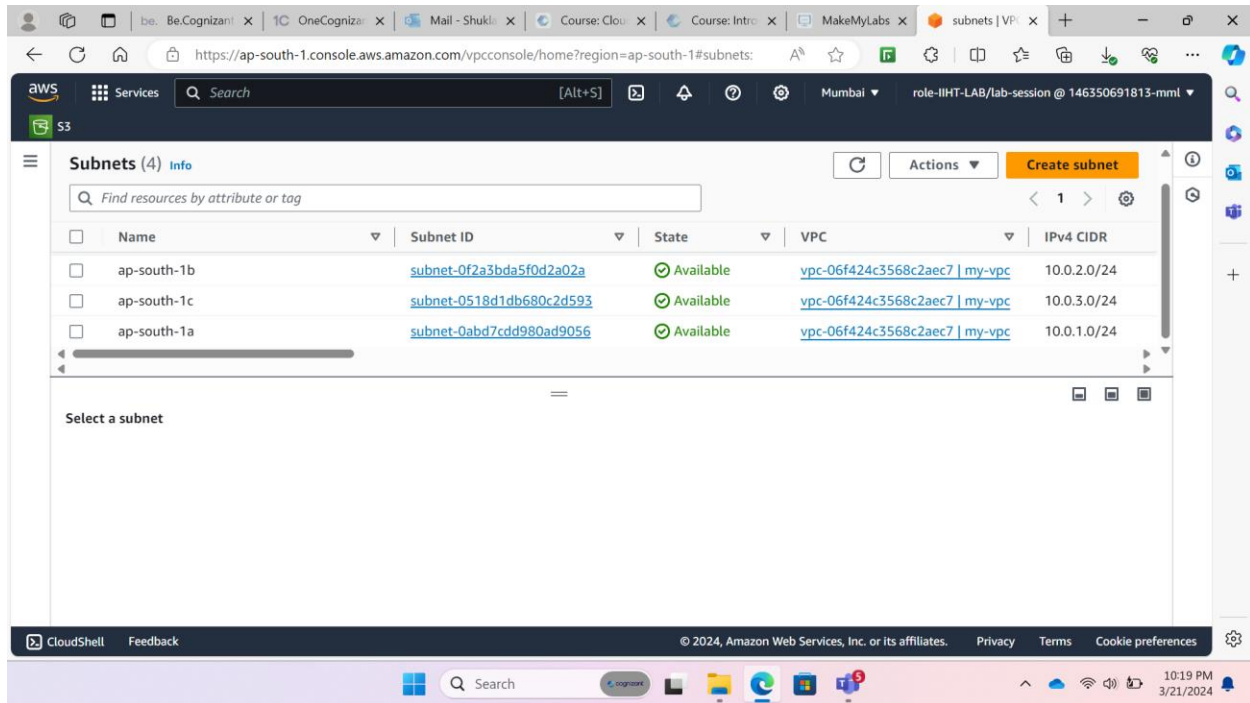 be. Be.Cognizant 1C OneCogniza Mail - Shukla Course: Clou Course: Intro MakeMyLabs subnets | VP
https://ap-south-1.console.aws.amazon.com/vpcconsole/home?region=ap-south-1#subnets:
aws Services Search [Alt+S] Mumbai role-IIHT-LAB/lab-session @ 146350691813-mml
S3
Subnets (4) Info Actions Create subnet
Find resources by attribute or tag 1
Name Subnet ID State VPC IPv4 CIDR
ap-south-1b subnet-0f2a3bda5f0d2a02a Available vpc-06f424c3568c2aec7 | my-vpc 10.0.2.0/24
ap-south-1c subnet-0518d1db680c2d593 Available vpc-06f424c3568c2aec7 | my-vpc 10.0.3.0/24
ap-south-1a subnet-0abd7cdd980ad9056 Available vpc-06f424c3568c2aec7 | my-vpc 10.0.1.0/24
Select a subnet
CloudShell Feedback © 2024, Amazon Web Services, Inc. or its affiliates. Privacy Terms Cookie preferences
Search cognizant 5 10:19 PM
3/21/2024